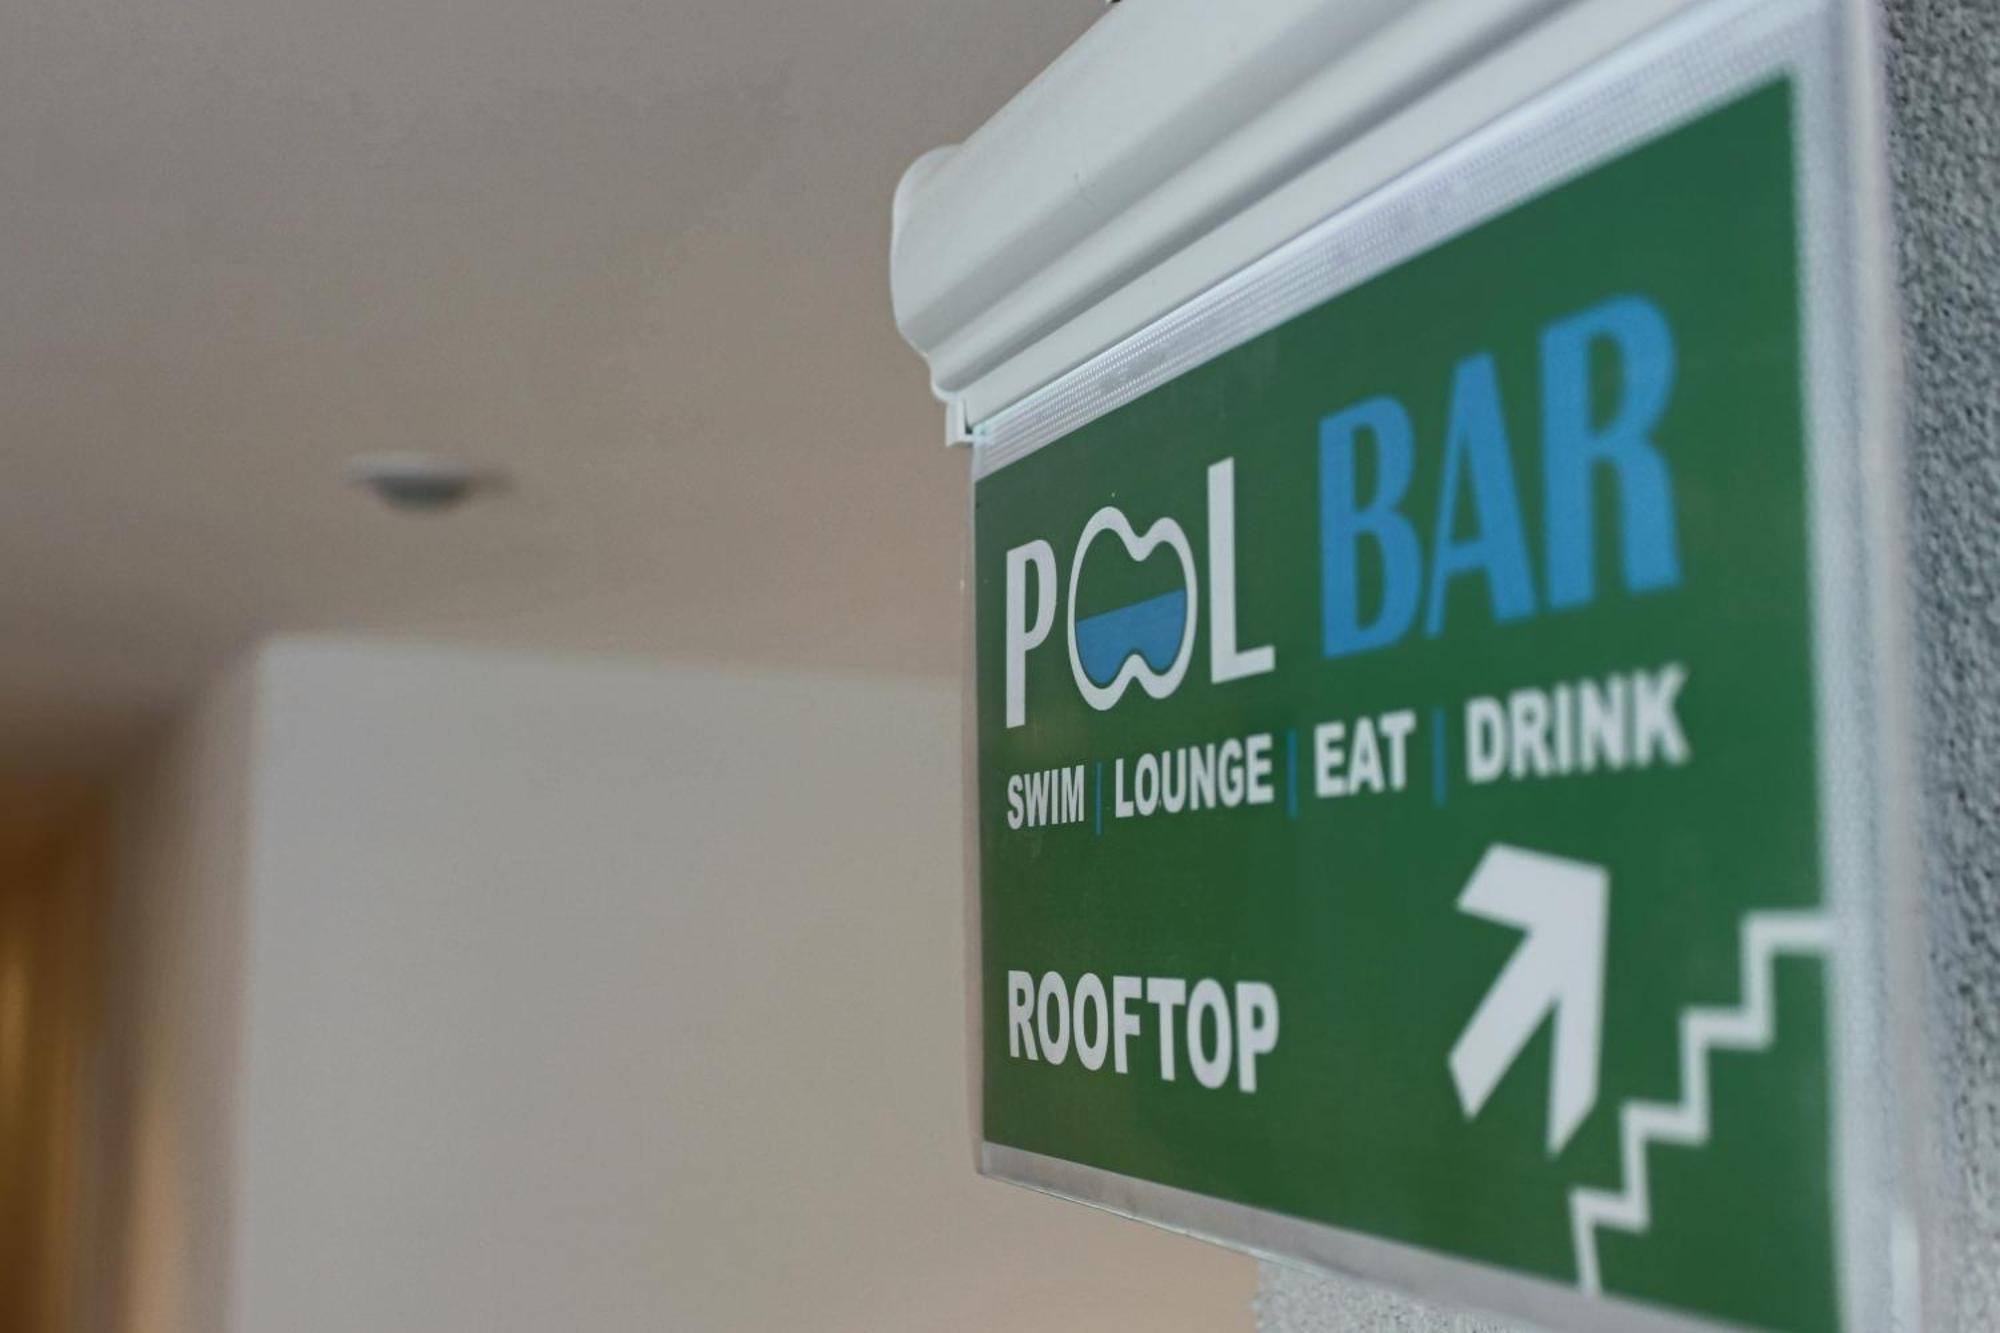 POOL BAR
SWIM | LOUNGE | EAT | DRINK
ROOFTOP